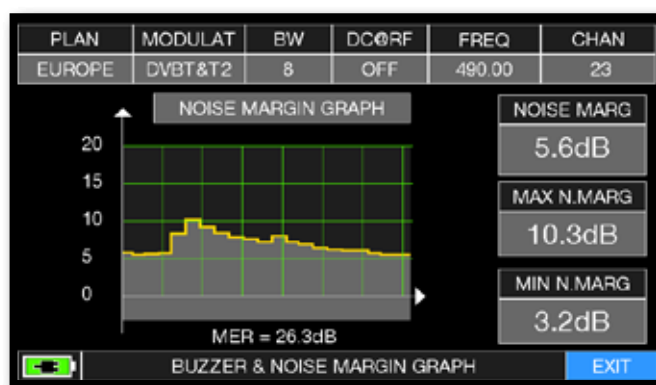 PLAN MODULAT BW DC@RF FREQ CHAN
EUROPE DVBT&T2 8 OFF 490.00 23
NOISE MARGIN GRAPH
NOISE MARG
5.6dB
MAX N.MARG
10.3dB
MIN N.MARG
3.2dB
20
15
10
5
0
MER = 26.3dB
BUZZER & NOISE MARGIN GRAPH EXIT